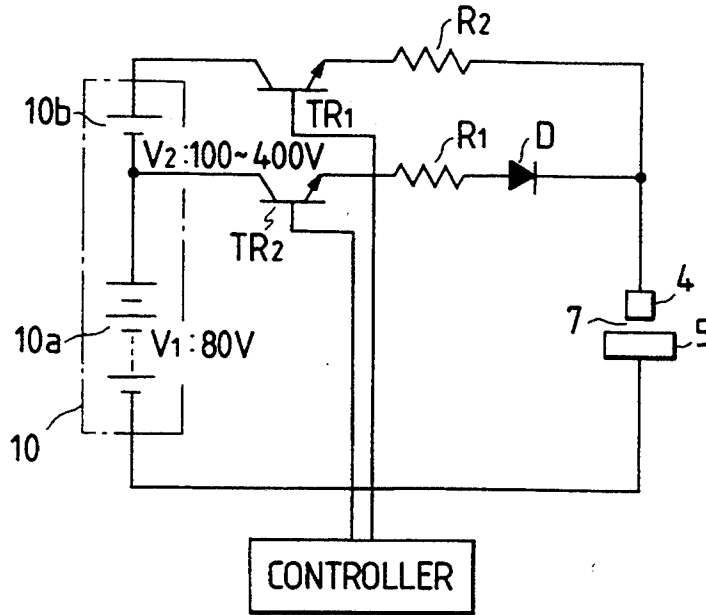 R2
10b
TR1
V2:100~400V
R1
D
TR2
4
7
5
10a
V1:80V
10
CONTROLLER